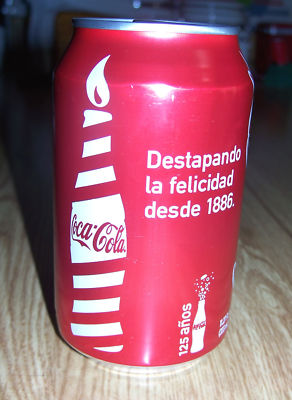 Destapando
la felicidad
desde 1886.
Coca-Cola
125 años